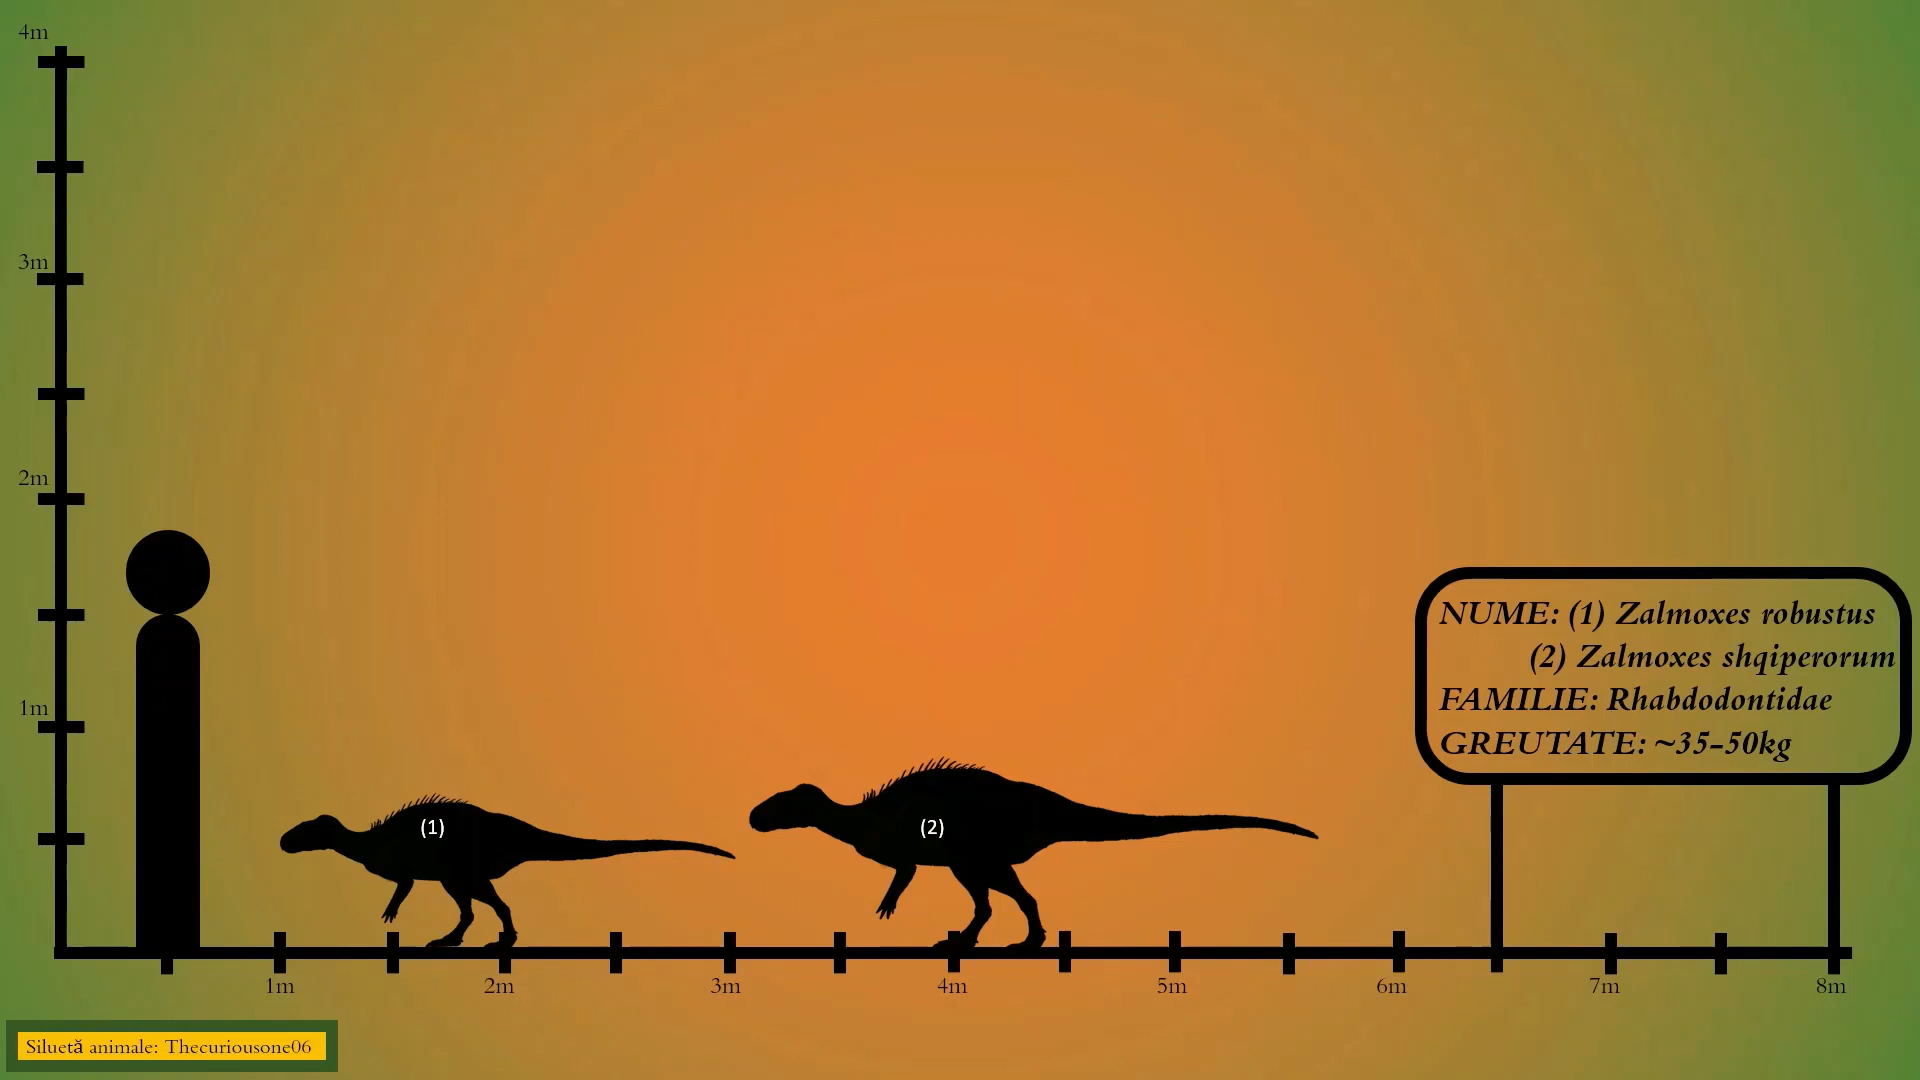 4m
3m
2m
1m
(1)
(2)
NUME: (1) Zalmoxes robustus
(2) Zalmoxes shqiperorum
FAMILIE: Rhabdodontidae
GREUTATE: ~35-50kg
1m 2m 3m 4m 5m 6m 7m 8m
Siluetă animale: Thecuriousone06